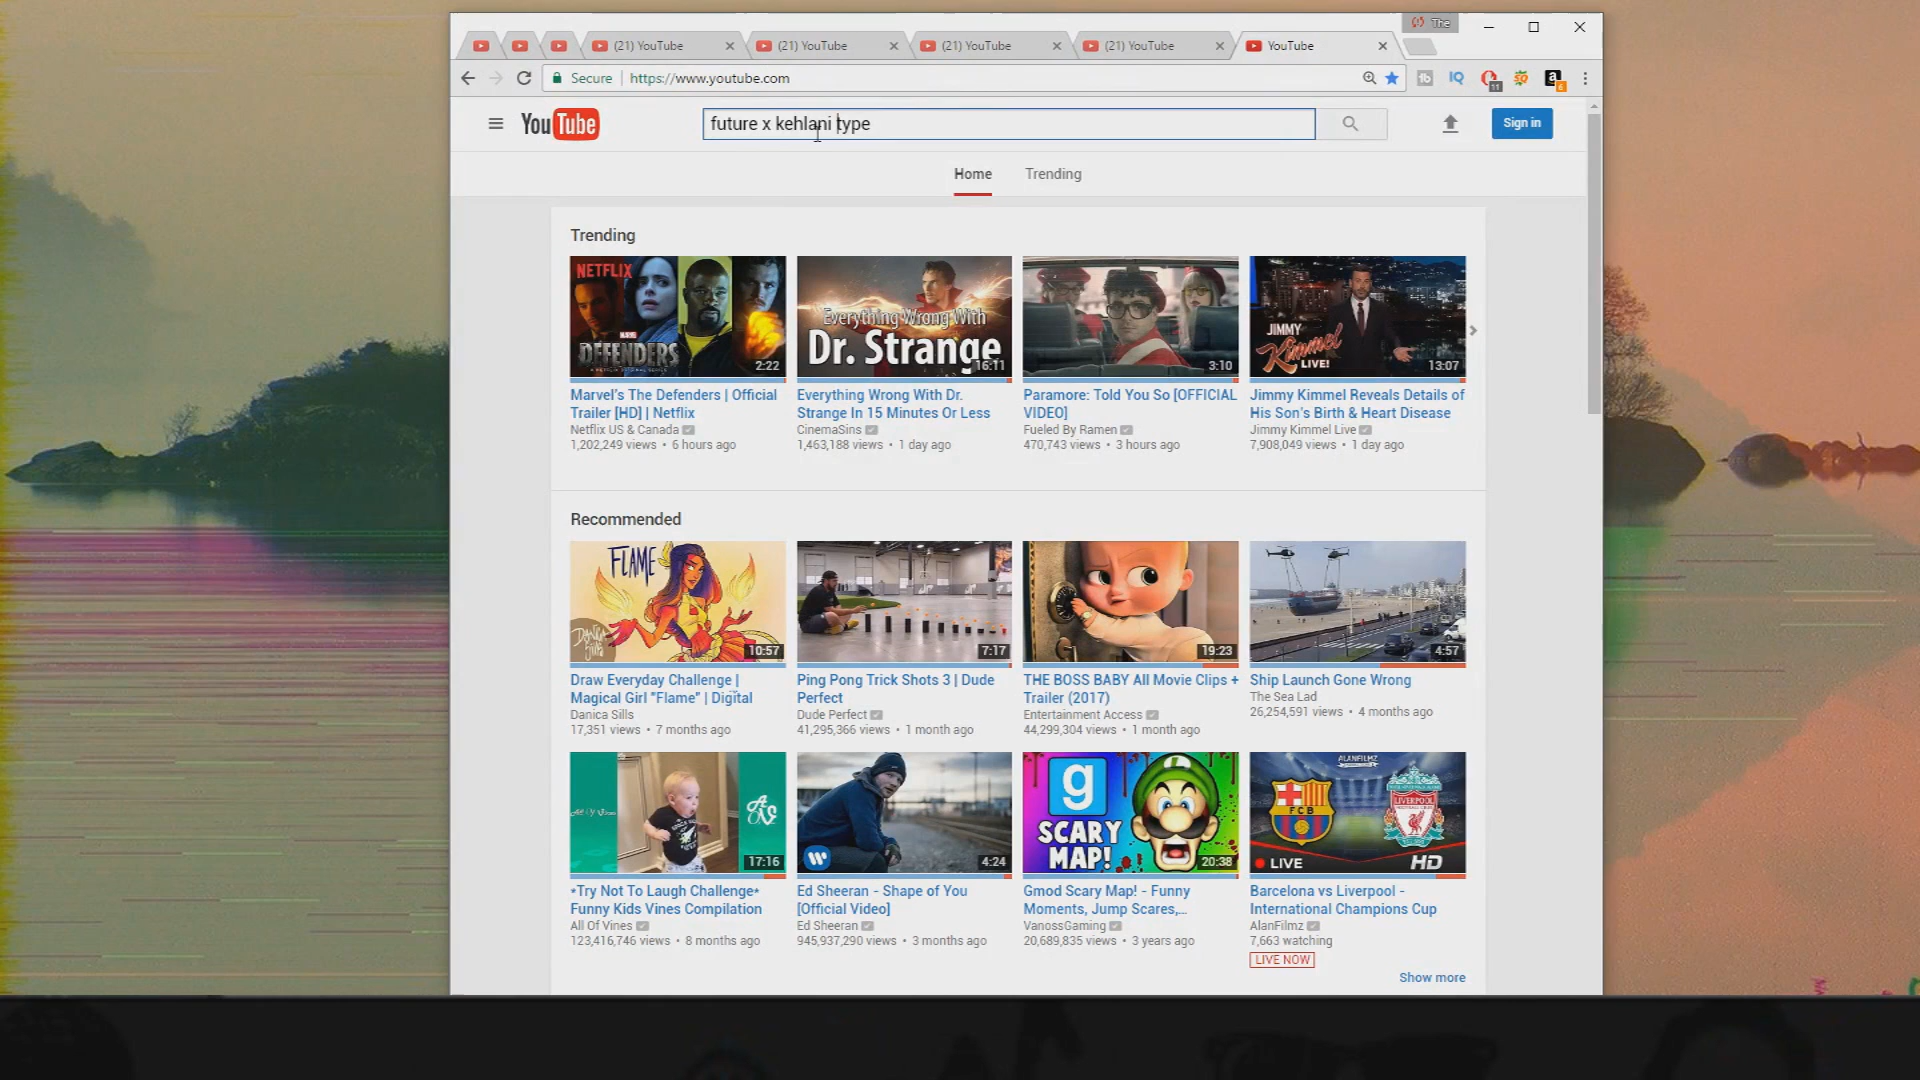 The
(21) YouTube
(21) YouTube
(21) YouTube
(21) YouTube
YouTube
Secure
https://www.youtube.com
IQ
11
SQ
a
6
YouTube
future x kehlani type
Sign in
Home
Trending
Trending
NETFLIX
MARVEL
DEFENDERS
2:22
Everything Wrong With
Dr. Strange
16:11
3:10
JIMMY
Kimmel
LIVE!
13:07
Marvel's The Defenders | Official
Trailer [HD] | Netflix
Netflix US & Canada
1,202,249 views • 6 hours ago
Everything Wrong With Dr.
Strange In 15 Minutes Or Less
CinemaSins
1,463,188 views • 1 day ago
Paramore: Told You So [OFFICIAL
VIDEO]
Fueled By Ramen
470,743 views • 3 hours ago
Jimmy Kimmel Reveals Details of
His Son's Birth & Heart Disease
Jimmy Kimmel Live
7,908,049 views • 1 day ago
Recommended
FLAME
Danica
Sills
10:57
7:17
19:23
4:57
Draw Everyday Challenge |
Magical Girl "Flame" | Digital
Danica Sills
17,351 views • 7 months ago
Ping Pong Trick Shots 3 | Dude
Perfect
Dude Perfect
41,295,366 views • 1 month ago
THE BOSS BABY All Movie Clips +
Trailer (2017)
Entertainment Access
44,299,304 views • 1 month ago
Ship Launch Gone Wrong
The Sea Lad
26,254,591 views • 4 months ago
17:16
4:24
g
SCARY
MAP!
20:38
ALANFILMZ
FCB
LIVERPOOL
LIVE
HD
*Try Not To Laugh Challenge*
Funny Kids Vines Compilation
All Of Vines
123,416,746 views • 8 months ago
Ed Sheeran - Shape of You
[Official Video]
Ed Sheeran
945,937,290 views • 3 months ago
Gmod Scary Map! - Funny
Moments, Jump Scares,...
VanossGaming
20,689,835 views • 3 years ago
Barcelona vs Liverpool -
International Champions Cup
AlanFilmz
7,663 watching
LIVE NOW
Show more